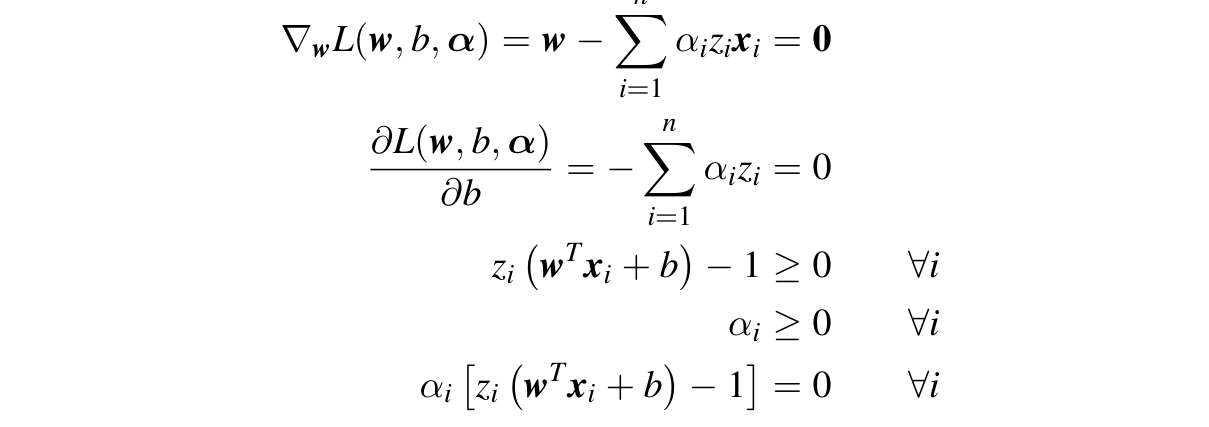 ∇_𝒘 L(𝒘, b, 𝜶) = 𝒘 − ∑_{i=1}^{n} α_i z_i 𝒙_i = 𝟎
∂L(𝒘, b, 𝜶)/∂b = − ∑_{i=1}^{n} α_i z_i = 0
z_i (𝒘^T 𝒙_i + b) − 1 ≥ 0 ∀i
α_i ≥ 0 ∀i
α_i [z_i (𝒘^T 𝒙_i + b) − 1] = 0 ∀i